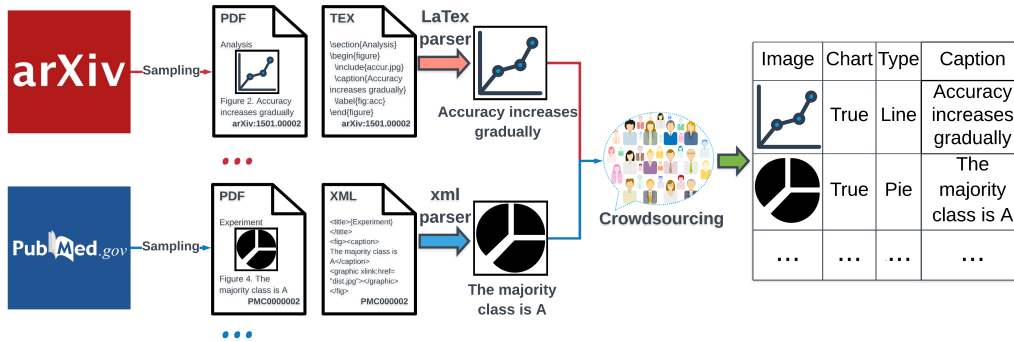 arXiv
Sampling
PDF
Analysis
Figure 2. Accuracy
increases gradually
arXiv:1501.00002
TEX
\section{Analysis}
\begin{figure}
\include{accur.jpg}
\caption{Accuracy
increases gradually}
\label{fig:acc}
\end{figure}
arXiv:1501.00002
LaTex
parser
Accuracy increases
gradually
...
PubMed.gov
Sampling
PDF
Experiment
Figure 4. The
majority class is A
PMC0000002
XML
<title>{Experiment}
</title>
<fig><caption>
The majority class is
A</caption>
<graphic xlink:href=
"dist.jpg"></graphic>
</fig>
PMC000002
xml
parser
The majority
class is A
...
Crowdsourcing
Image Chart Type Caption
True Line Accuracy
increases
gradually
True Pie The
majority
class is A
... ... ... ...